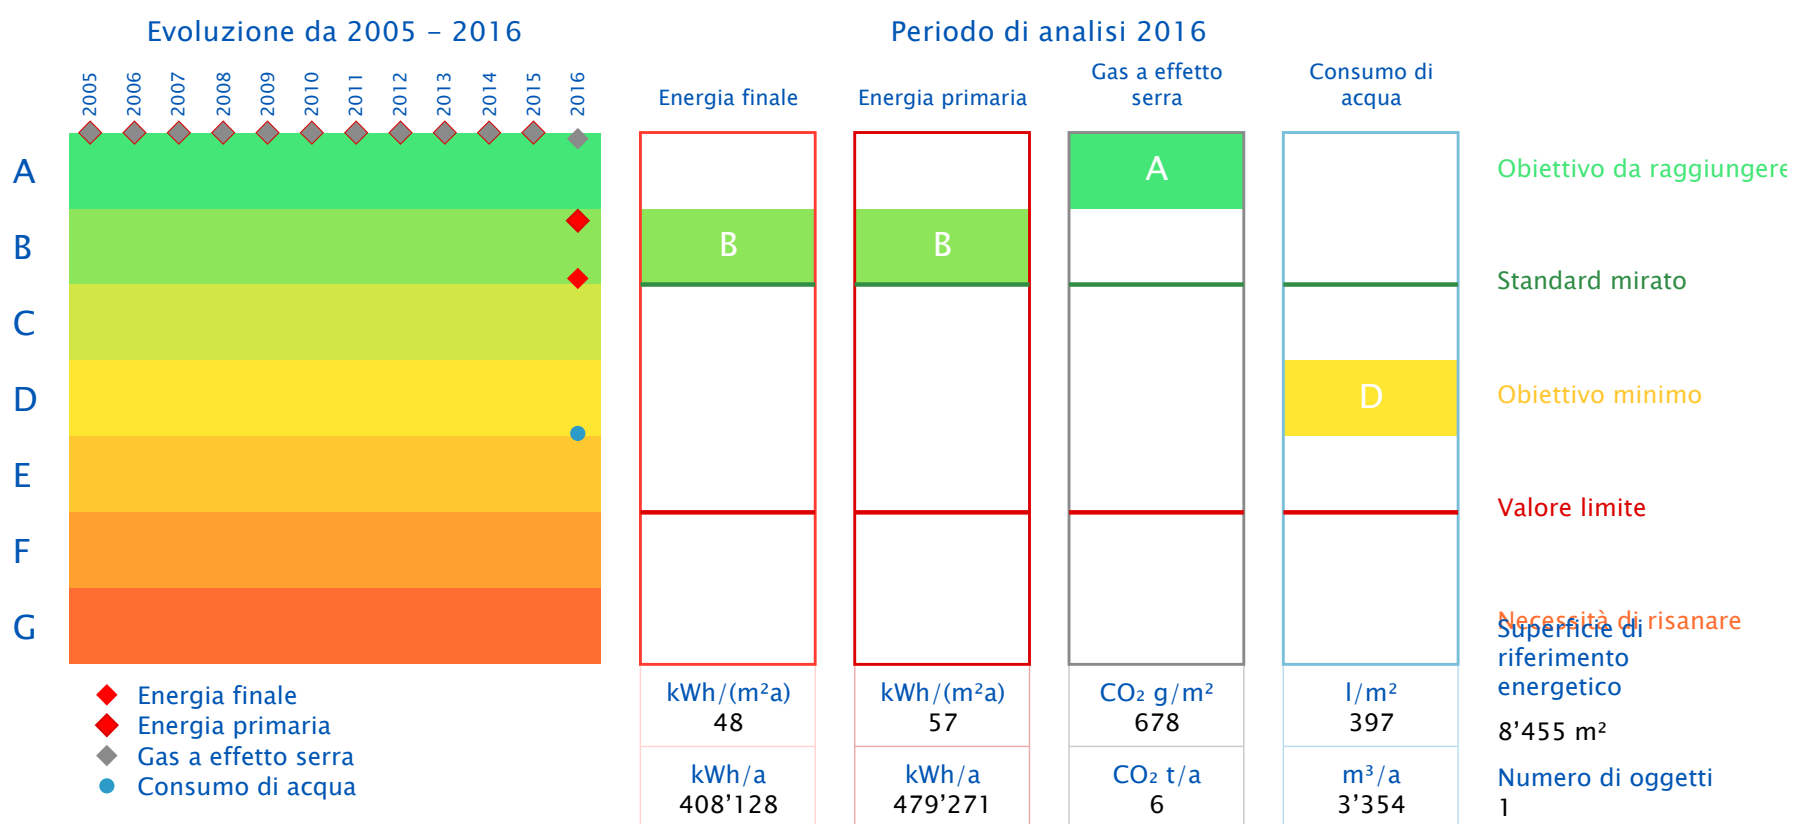 Evoluzione da 2005 – 2016
Periodo di analisi 2016
2005 2006 2007 2008 2009 2010 2011 2012 2013 2014 2015 2016
Energia finale
Energia primaria
Gas a effetto
serra
Consumo di
acqua
A
B
C
D
E
F
G
B
B
A
D
Obiettivo da raggiungere
Standard mirato
Obiettivo minimo
Valore limite
Necessità di risanare
Superficie di
riferimento
energetico
8’455 m²
Numero di oggetti
1
Energia finale
Energia primaria
Gas a effetto serra
Consumo di acqua
kWh/(m²a)
48
kWh/a
408’128
kWh/(m²a)
57
kWh/a
479’271
CO₂ g/m²
678
CO₂ t/a
6
l/m²
397
m³/a
3’354